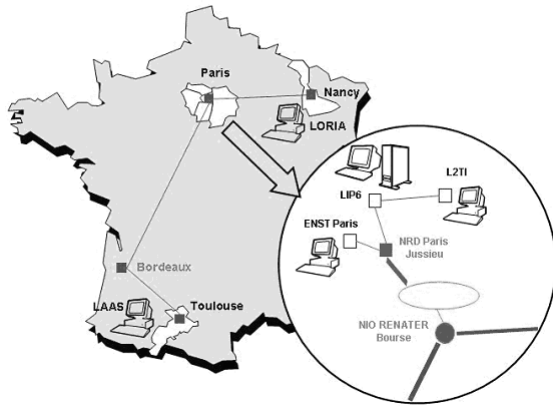 Paris
Nancy
LORIA
L2TI
LIP6
ENST Paris
NRD Paris
Jussieu
Bordeaux
LAAS
Toulouse
NIO RENATER
Bourse